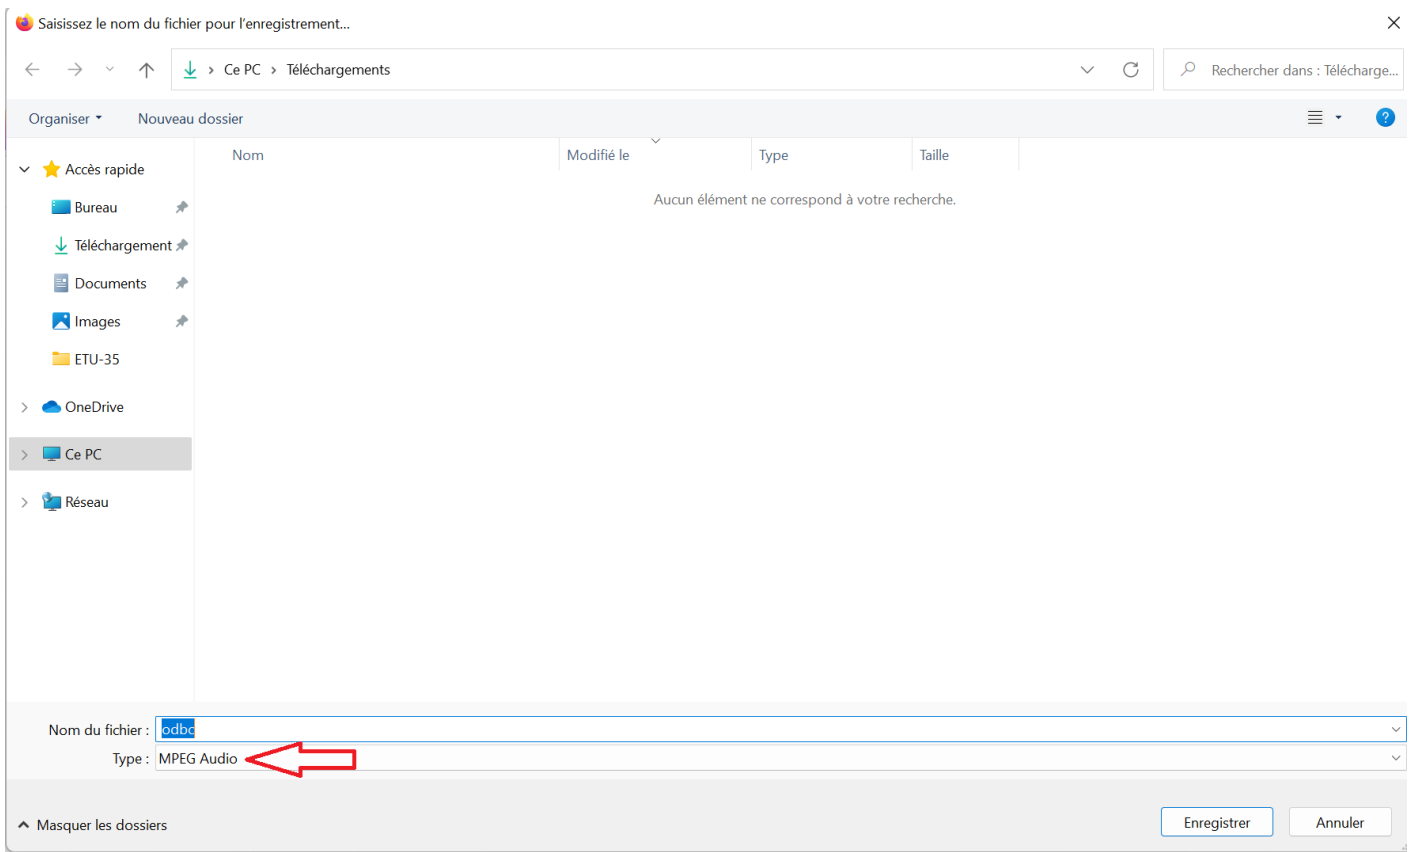 Saisissez le nom du fichier pour l'enregistrement...
Ce PC > Téléchargements
Rechercher dans : Télécharge...
Organiser
Nouveau dossier
Nom
Modifié le
Type
Taille
Aucun élément ne correspond à votre recherche.
Accès rapide
Bureau
Téléchargement
Documents
Images
ETU-35
OneDrive
Ce PC
Réseau
Nom du fichier : odbc
Type : MPEG Audio
Masquer les dossiers
Enregistrer
Annuler